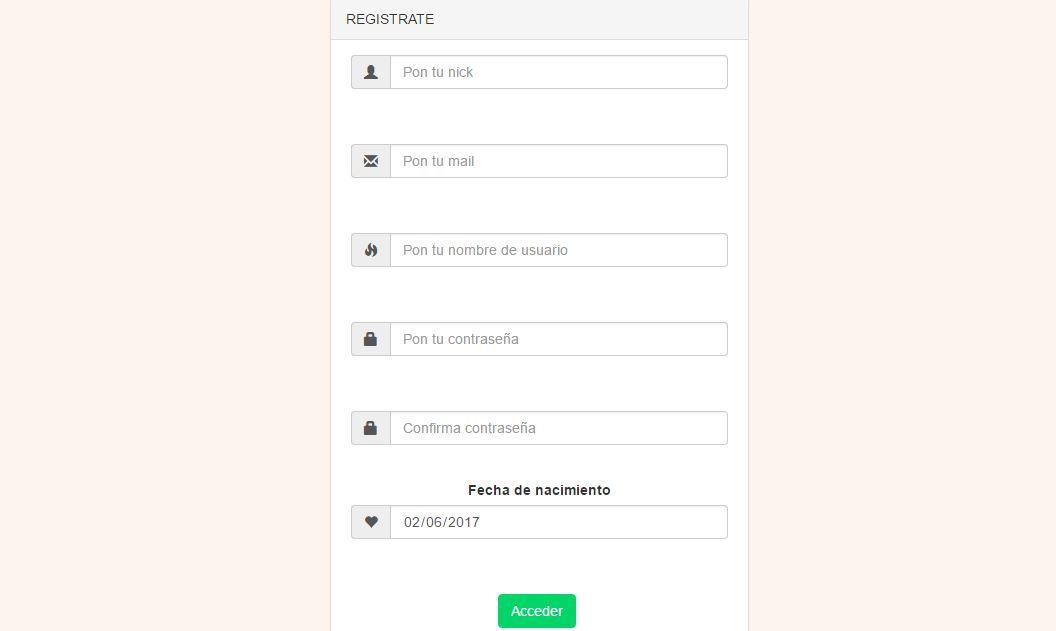 REGISTRATE
Pon tu nick
Pon tu mail
Pon tu nombre de usuario
Pon tu contraseña
Confirma contraseña
Fecha de nacimiento
02/06/2017
Acceder